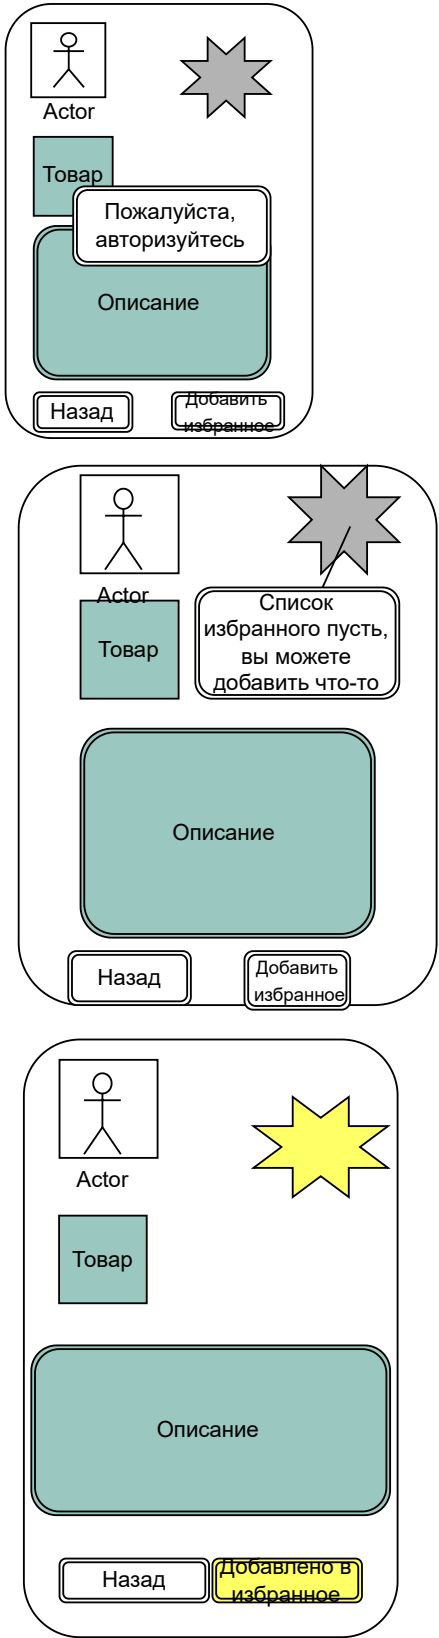 Actor
Товар
Пожалуйста,
авторизуйтесь
Описание
Назад
Добавить
избранное
Actor
Список
избранного пусть,
вы можете
добавить что-то
Товар
Описание
Назад
Добавить
избранное
Actor
Товар
Описание
Назад
Добавлено в
избранное